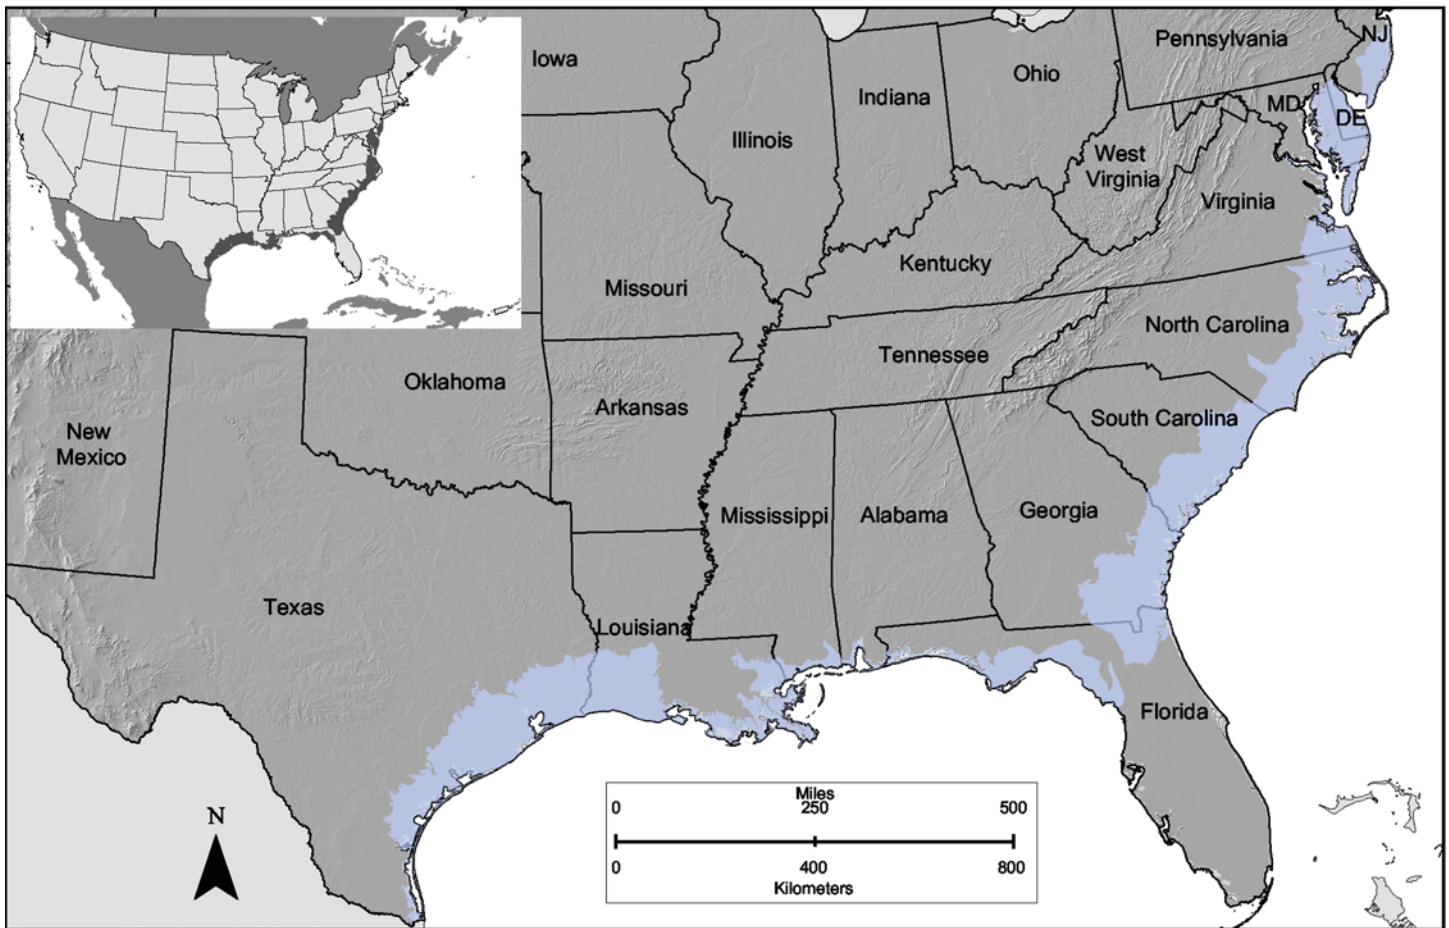 Pennsylvania
NJ
Iowa
Ohio
Indiana
MD
DE
Illinois
West
Virginia
Virginia
Kentucky
Missouri
North Carolina
Tennessee
Oklahoma
Arkansas
South Carolina
New
Mexico
Georgia
Mississippi
Alabama
Texas
Louisiana
Florida
Miles
0 250 500
0 400 800
Kilometers
N